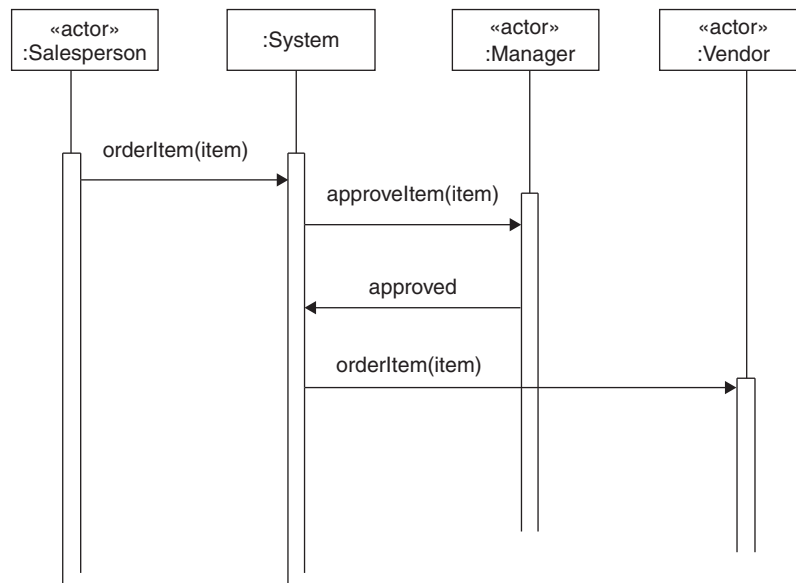 «actor»
:Salesperson
:System
«actor»
:Manager
«actor»
:Vendor
orderItem(item)
approveItem(item)
approved
orderItem(item)